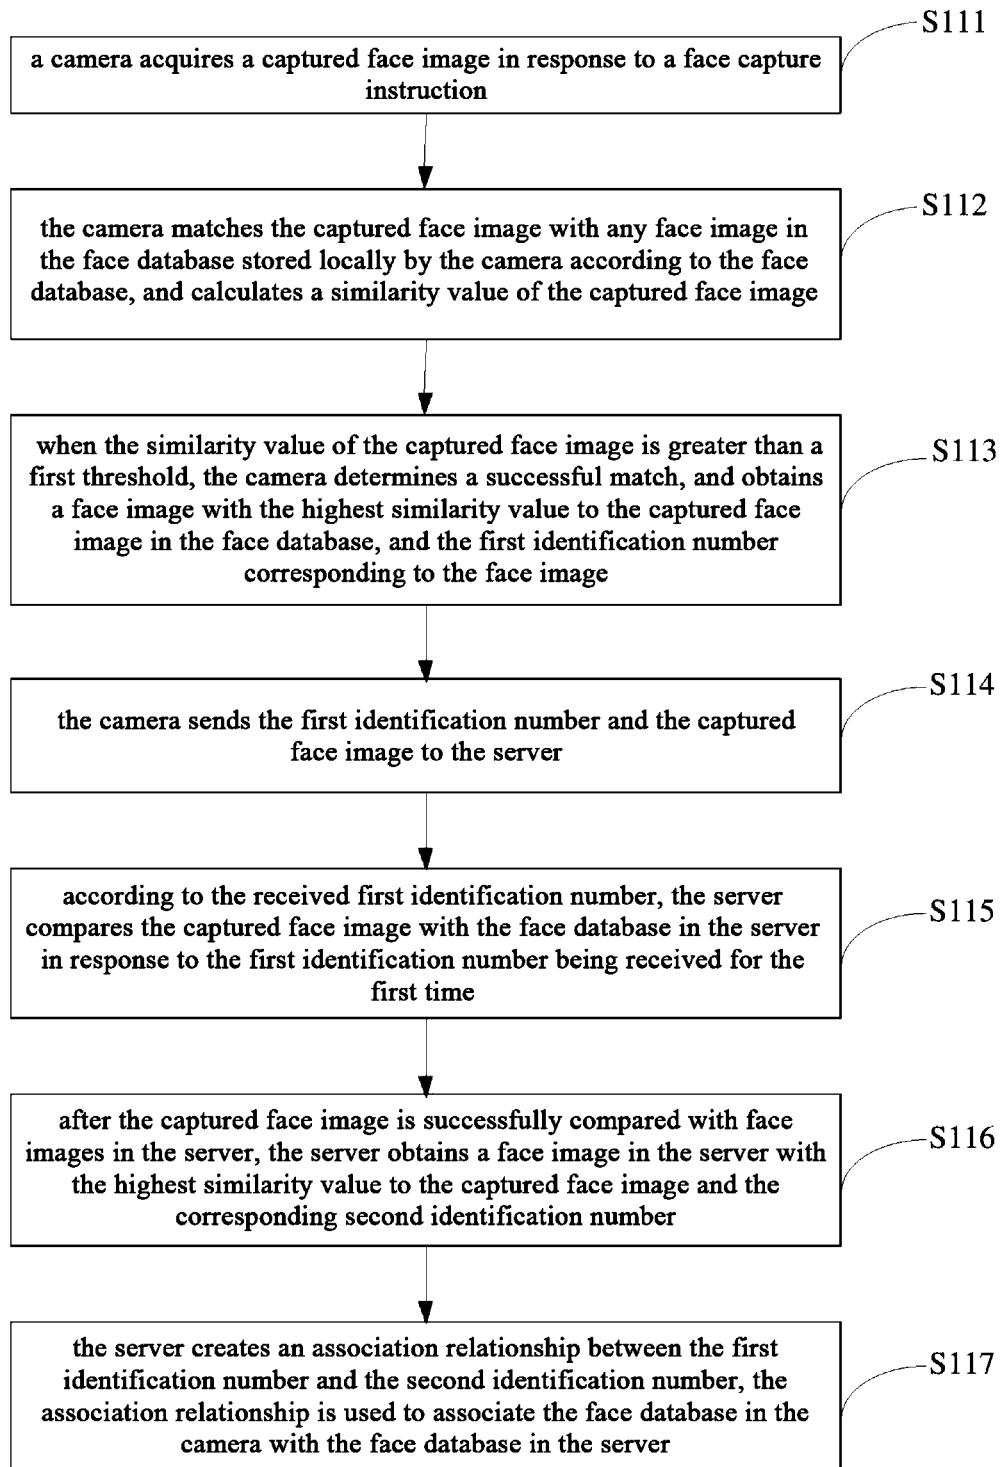 S111
a camera acquires a captured face image in response to a face capture
instruction
S112
the camera matches the captured face image with any face image in
the face database stored locally by the camera according to the face
database, and calculates a similarity value of the captured face image
S113
when the similarity value of the captured face image is greater than a
first threshold, the camera determines a successful match, and obtains
a face image with the highest similarity value to the captured face
image in the face database, and the first identification number
corresponding to the face image
S114
the camera sends the first identification number and the captured
face image to the server
S115
according to the received first identification number, the server
compares the captured face image with the face database in the server
in response to the first identification number being received for the
first time
S116
after the captured face image is successfully compared with face
images in the server, the server obtains a face image in the server with
the highest similarity value to the captured face image and the
corresponding second identification number
S117
the server creates an association relationship between the first
identification number and the second identification number, the
association relationship is used to associate the face database in the
camera with the face database in the server